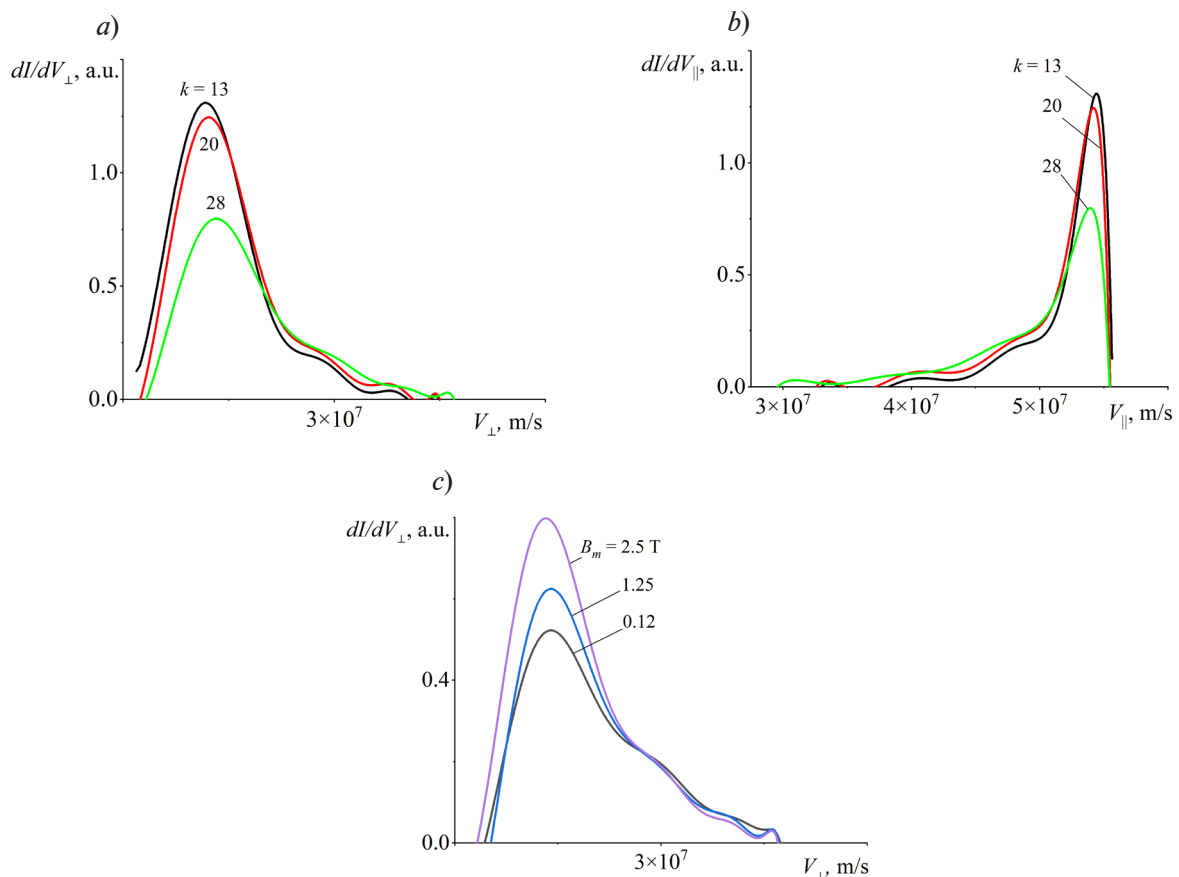 a)
dI/dV⊥, a.u.
k = 13
20
28
1.0
0.5
0.0
3×10⁷
V⊥, m/s
b)
dI/dV||, a.u.
k = 13
20
28
1.0
0.5
0.0
3×10⁷
4×10⁷
5×10⁷
V||, m/s
c)
dI/dV⊥, a.u.
Bm = 2.5 T
1.25
0.12
0.4
0.0
3×10⁷
V⊥, m/s